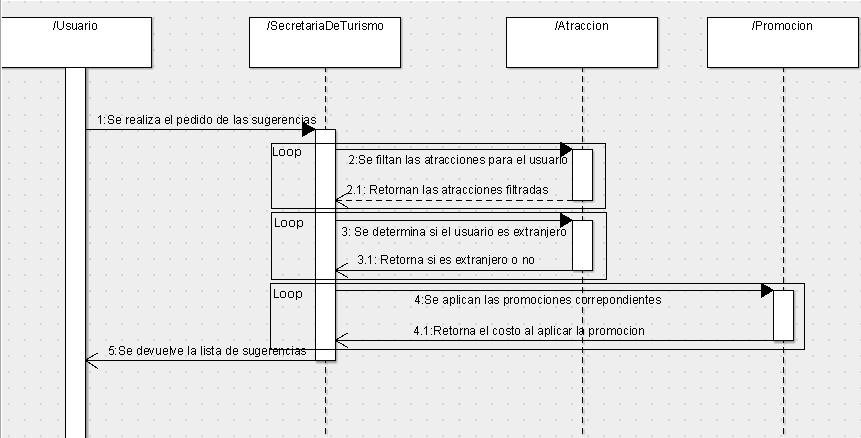 /Usuario
/SecretariaDeTurismo
/Atraccion
/Promocion
1:Se realiza el pedido de las sugerencias
Loop
2:Se filtan las atracciones para el usuario
2.1: Retornan las atracciones filtradas
Loop
3: Se determina si el usuario es extranjero
3.1: Retorna si es extranjero o no
Loop
4:Se aplican las promociones correpondientes
4.1:Retorna el costo al aplicar la promocion
5:Se devuelve la lista de sugerencias